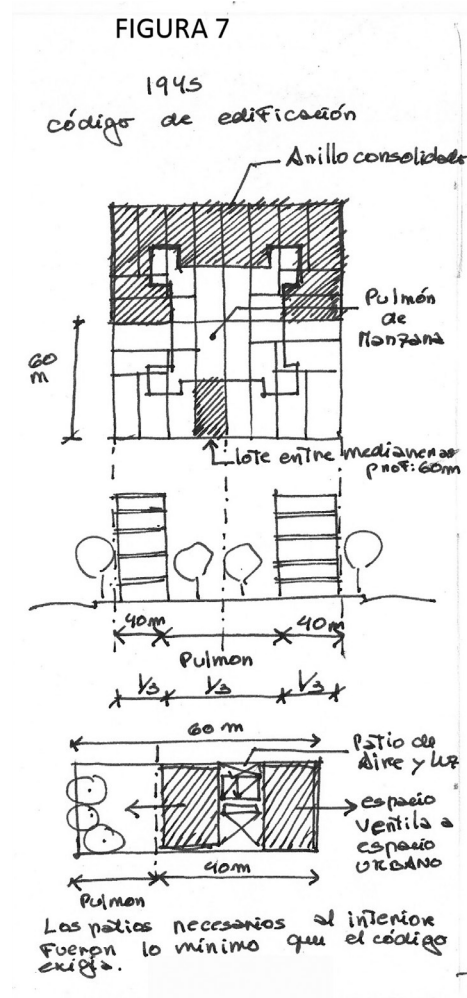 FIGURA 7
1945
código de edificación
Anillo consolidado
Pulmón
de
Manzana
60
m
Lote entre medianeras
prof: 60m
40m
40m
Pulmon
1/3
1/3
1/3
60 m
Patio de
Aire y luz
espacio
ventila a
espacio
URBANO
40m
Pulmon
Los patios necesarios al interior
Fueron lo mínimo que el código
exigía.